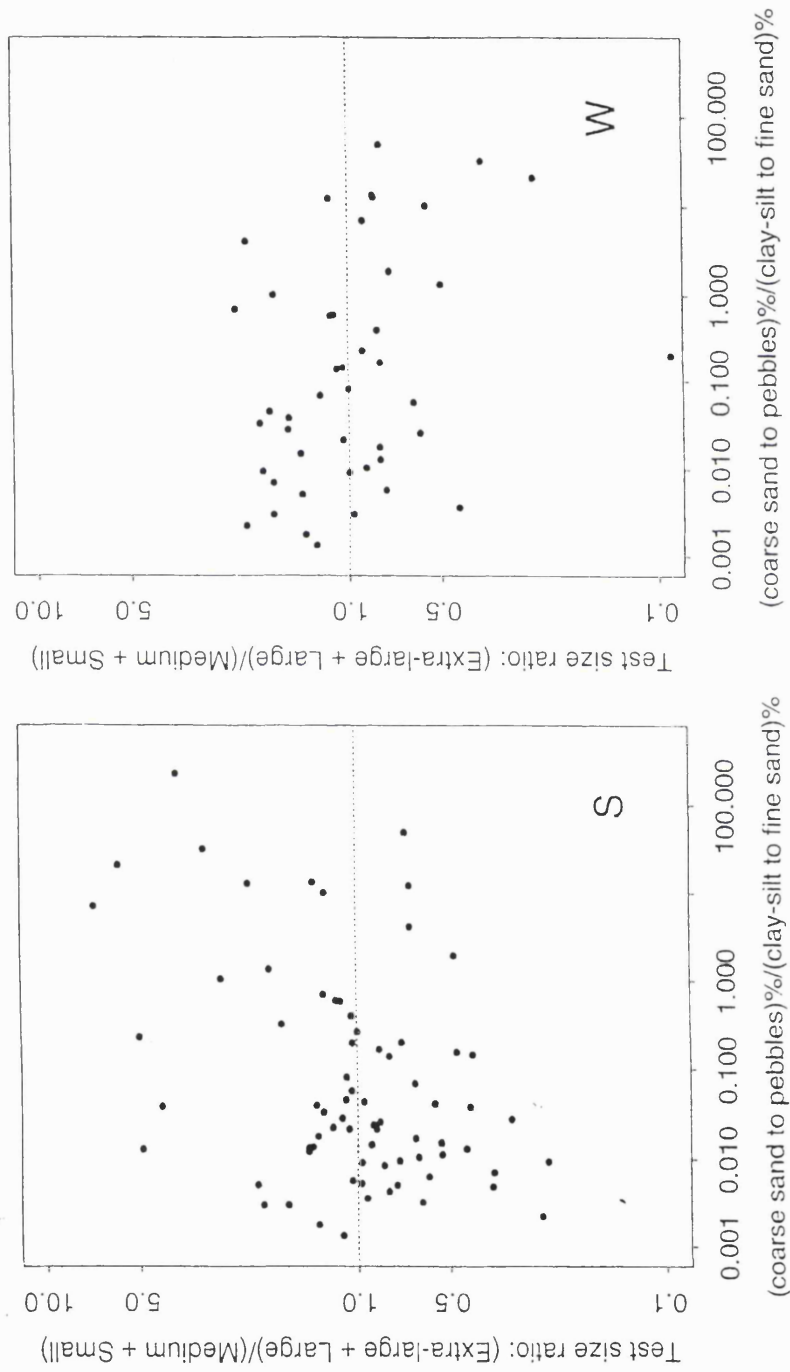 Test size ratio: (Extra-large + Large)/(Medium + Small)
10.0
5.0
1.0
0.5
0.1
S
0.001 0.010 0.100 1.000 100.000
(coarse sand to pebbles)%/(clay-silt to fine sand)%
Test size ratio: (Extra-large + Large)/(Medium + Small)
10.0
5.0
1.0
0.5
0.1
W
0.001 0.010 0.100 1.000 100.000
(coarse sand to pebbles)%/(clay-silt to fine sand)%